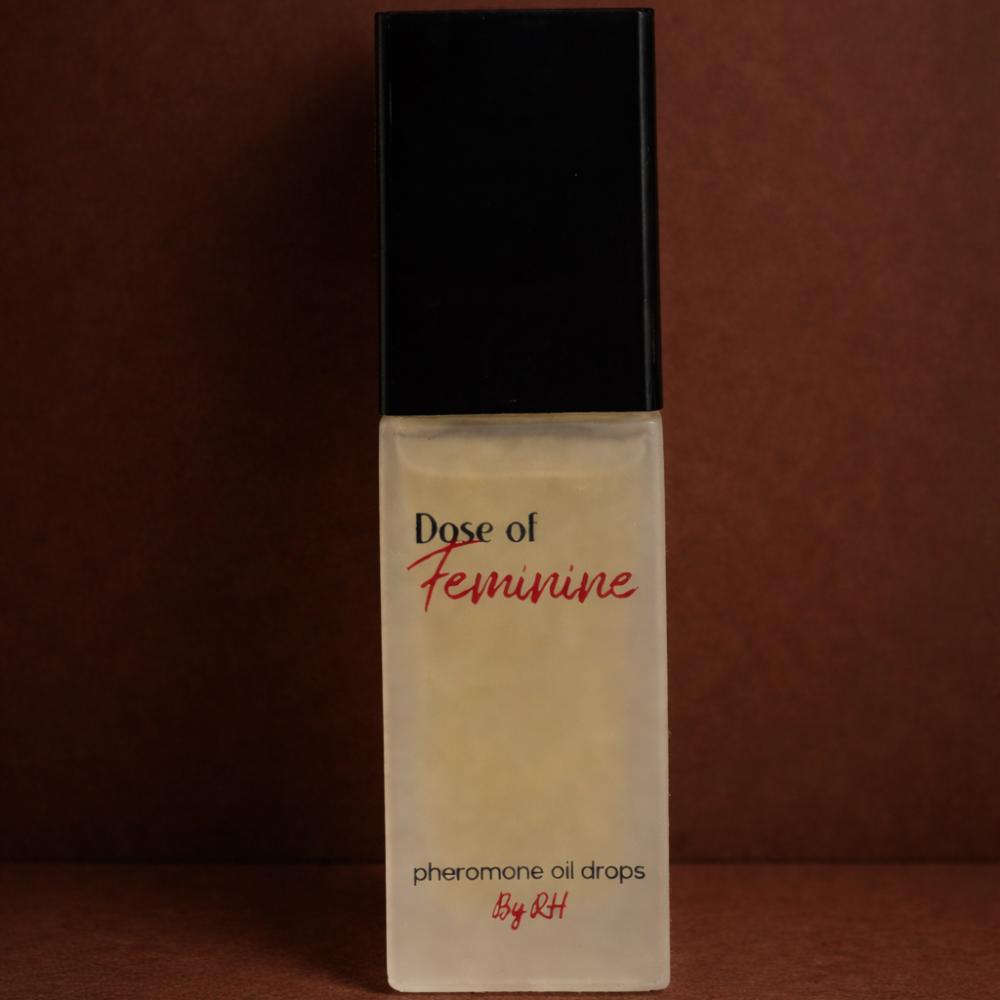 Dose of
Feminine
pheromone oil drops
By RH